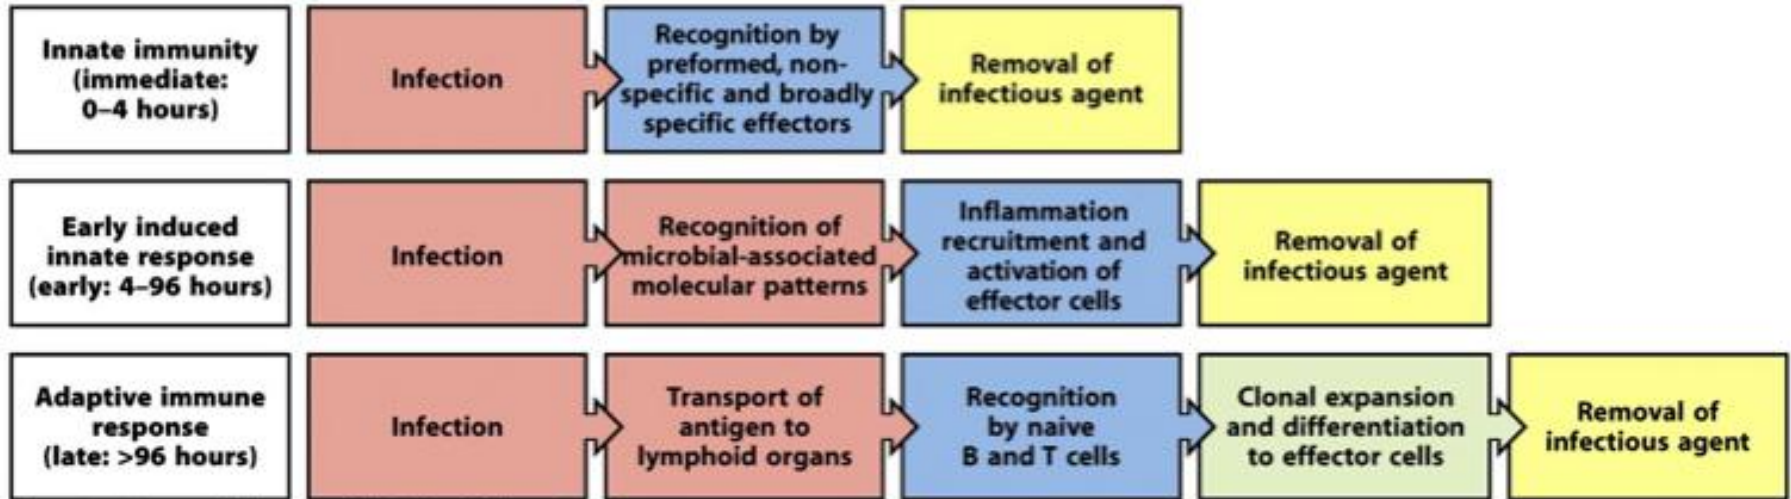 Innate immunity
(immediate:
0–4 hours)
Infection
Recognition by
preformed, non-
specific and broadly
specific effectors
Removal of
infectious agent
Early induced
innate response
(early: 4–96 hours)
Infection
Recognition of
microbial-associated
molecular patterns
Inflammation
recruitment and
activation of
effector cells
Removal of
infectious agent
Adaptive immune
response
(late: >96 hours)
Infection
Transport of
antigen to
lymphoid organs
Recognition
by naive
B and T cells
Clonal expansion
and differentiation
to effector cells
Removal of
infectious agent